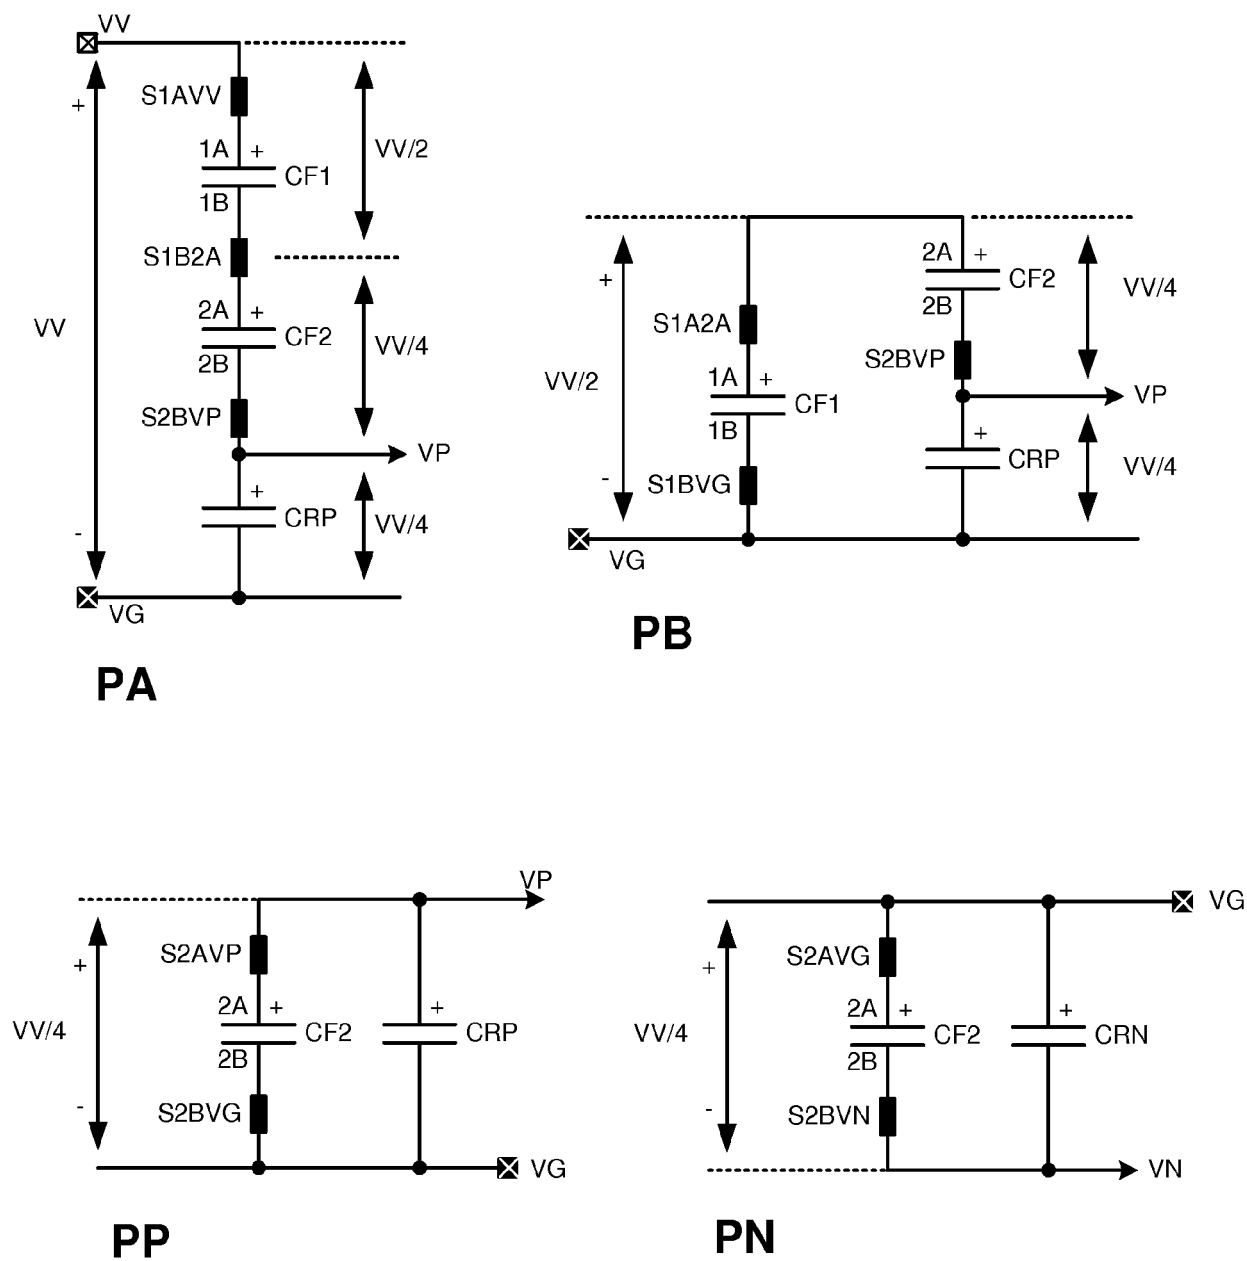 VV
+
S1AVV
1A +
CF1
VV/2
1B
S1B2A
2A +
VV
CF2
VV/4
2B
S2BVP
VP
+
CRP
VV/4
-
VG
PA
2A +
CF2
VV/4
+
2B
S1A2A
S2BVP
VV/2
1A +
CF1
VP
1B
+
CRP
VV/4
-
S1BVG
VG
PB
VP
S2AVP
+
2A +
VV/4
CF2
+
CRP
2B
-
S2BVG
VG
PP
VG
S2AVG
+
2A +
VV/4
CF2
+
CRN
2B
-
S2BVN
VN
PN